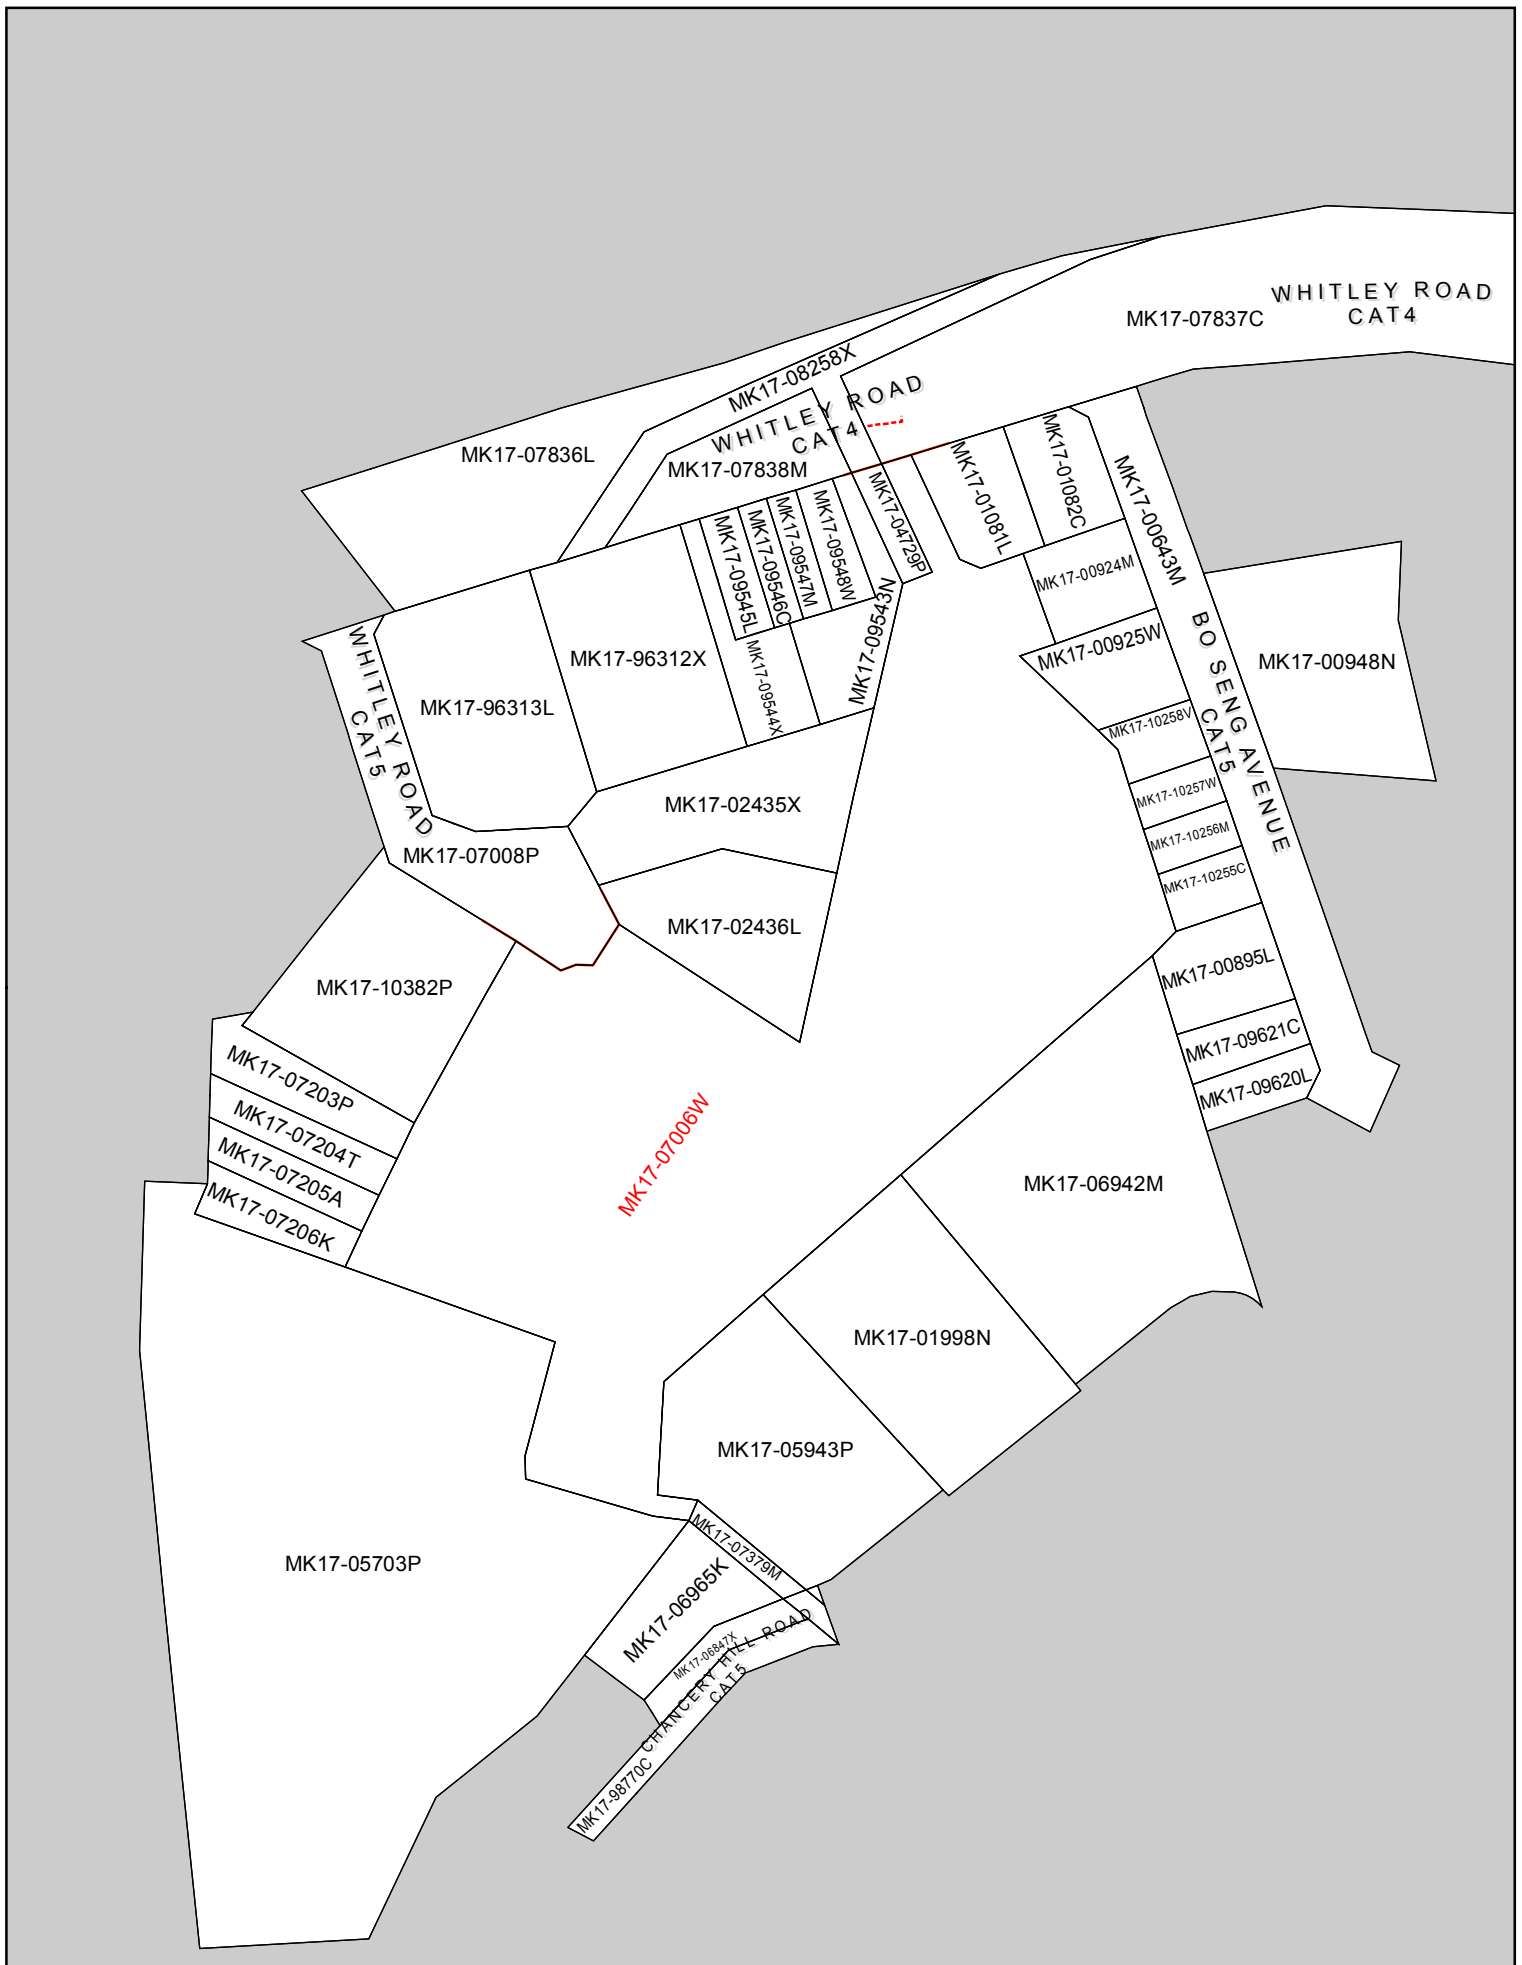 WHITLEY ROAD
CAT4
MK17-07837C
MK17-08258X
WHITLEY ROAD
CAT4
MK17-07836L
MK17-07838M
MK17-04729P
MK17-01081L
MK17-01082C
MK17-00643M
MK17-09545L
MK17-09546C
MK17-09547M
MK17-09548W
MK17-09543N
MK17-09544X
MK17-00924M
MK17-00925W
BO SENG AVENUE
CAT5
MK17-00948N
WHITLEY ROAD
CAT5
MK17-96312X
MK17-96313L
MK17-10258V
MK17-10257W
MK17-10256M
MK17-10255C
MK17-02435X
MK17-07008P
MK17-02436L
MK17-00895L
MK17-10382P
MK17-09621C
MK17-09620L
MK17-07203P
MK17-07204T
MK17-07205A
MK17-07206K
MK17-07006W
MK17-06942M
MK17-01998N
MK17-05943P
MK17-07379M
MK17-05703P
MK17-06965K
MK17-06847X
CHANCERY HILL ROAD
CAT5
MK17-98770C